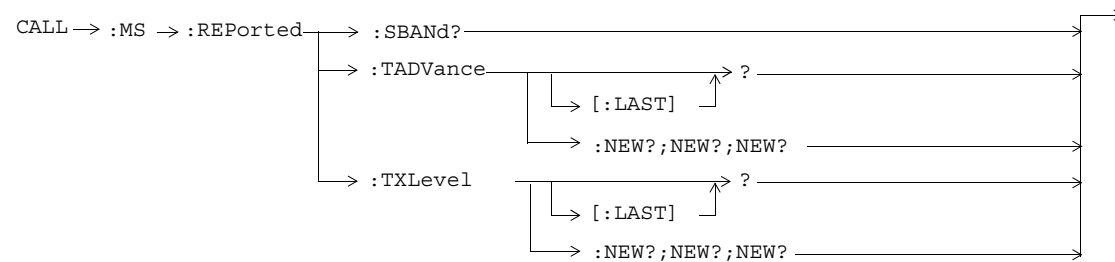 CALL :MS :REPorted :SBANd?
:TADVance ?
[:LAST]
:NEW?;NEW?;NEW?
:TXLevel ?
[:LAST]
:NEW?;NEW?;NEW?